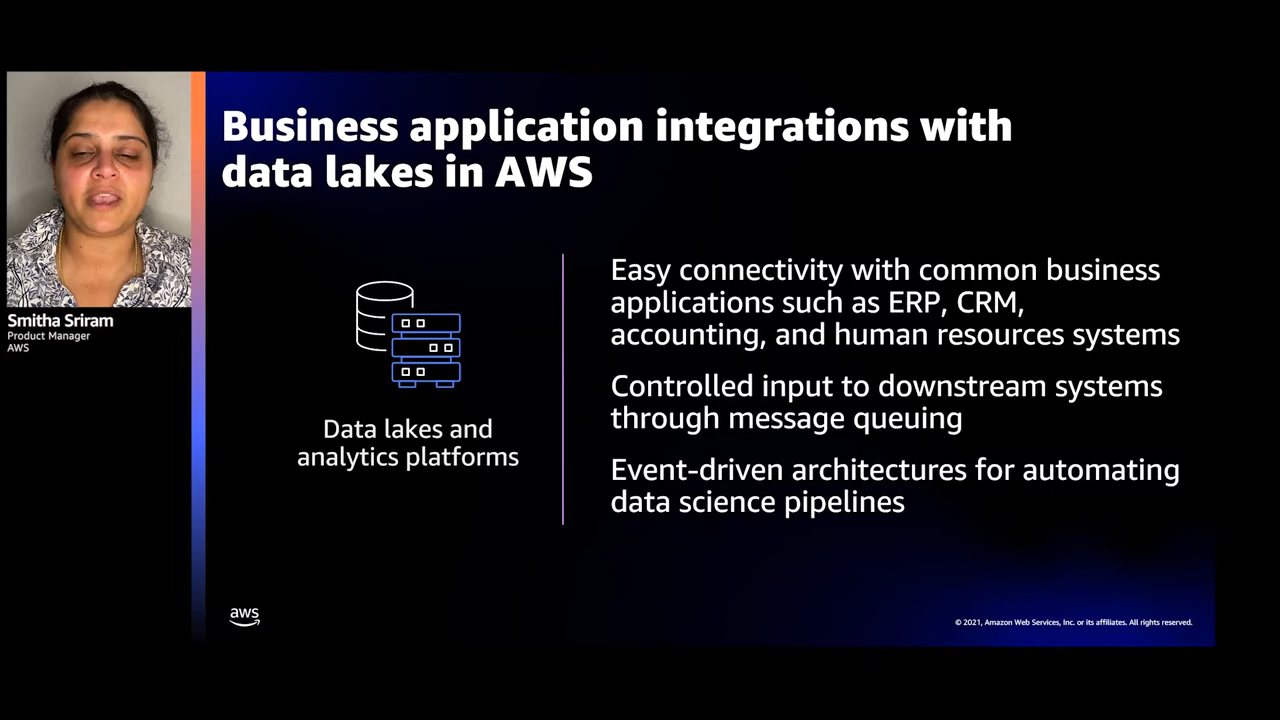 Business application integrations with
data lakes in AWS
Smitha Sriram
Product Manager
AWS
Data lakes and
analytics platforms
Easy connectivity with common business
applications such as ERP, CRM,
accounting, and human resources systems
Controlled input to downstream systems
through message queuing
Event-driven architectures for automating
data science pipelines
aws
© 2021, Amazon Web Services, Inc. or its affiliates. All rights reserved.